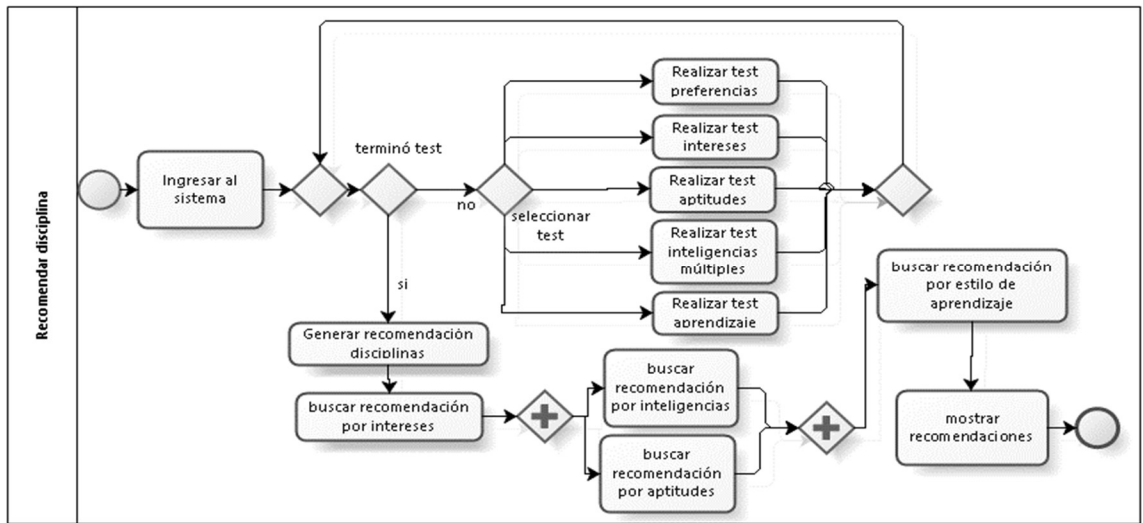 Recomendar disciplina
Ingresar al
sistema
terminó test
no
si
seleccionar
test
Realizar test
preferencias
Realizar test
intereses
Realizar test
aptitudes
Realizar test
inteligencias
múltiples
Realizar test
aprendizaje
Generar recomendación
disciplinas
buscar recomendación
por intereses
buscar
recomendación
por inteligencias
buscar
recomendación
por aptitudes
buscar recomendación
por estilo de
aprendizaje
mostrar
recomendaciones